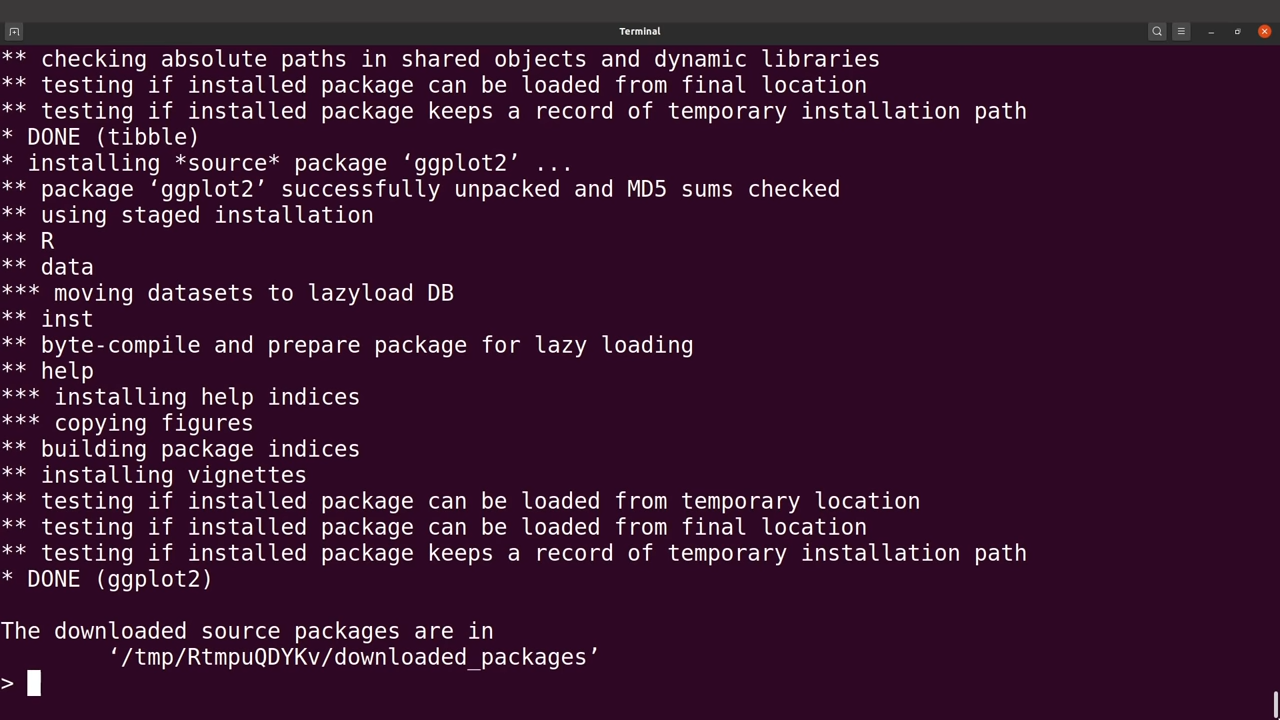 Terminal
** checking absolute paths in shared objects and dynamic libraries
** testing if installed package can be loaded from final location
** testing if installed package keeps a record of temporary installation path
* DONE (tibble)
* installing *source* package ‘ggplot2’ ...
** package ‘ggplot2’ successfully unpacked and MD5 sums checked
** using staged installation
** R
** data
*** moving datasets to lazyload DB
** inst
** byte-compile and prepare package for lazy loading
** help
*** installing help indices
*** copying figures
** building package indices
** installing vignettes
** testing if installed package can be loaded from temporary location
** testing if installed package can be loaded from final location
** testing if installed package keeps a record of temporary installation path
* DONE (ggplot2)
The downloaded source packages are in
‘/tmp/RtmpuQDYKv/downloaded_packages’
>